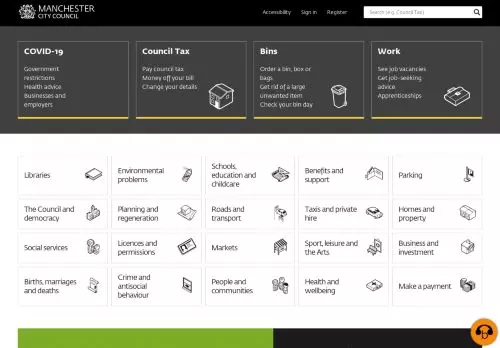 MANCHESTER
CITY COUNCIL
Accessibility Sign in Register Search (e.g. Council Tax)
COVID-19
Government
restrictions
Health advice
Businesses and
employers
Council Tax
Pay council tax
Money off your bill
Change your details
Bins
Order a bin, box or
bags
Get rid of a large
unwanted item
Check your bin day
Work
See job vacancies
Get job-seeking
advice
Apprenticeships
Libraries
Environmental
problems
Schools,
education and
childcare
Benefits and
support
Parking
The Council and
democracy
Planning and
regeneration
Roads and
transport
Taxis and private
hire
Homes and
property
Social services
Licences and
permissions
Markets
Sport, leisure and
the Arts
Business and
investment
Births, marriages
and deaths
Crime and
antisocial
behaviour
People and
communities
Health and
wellbeing
Make a payment